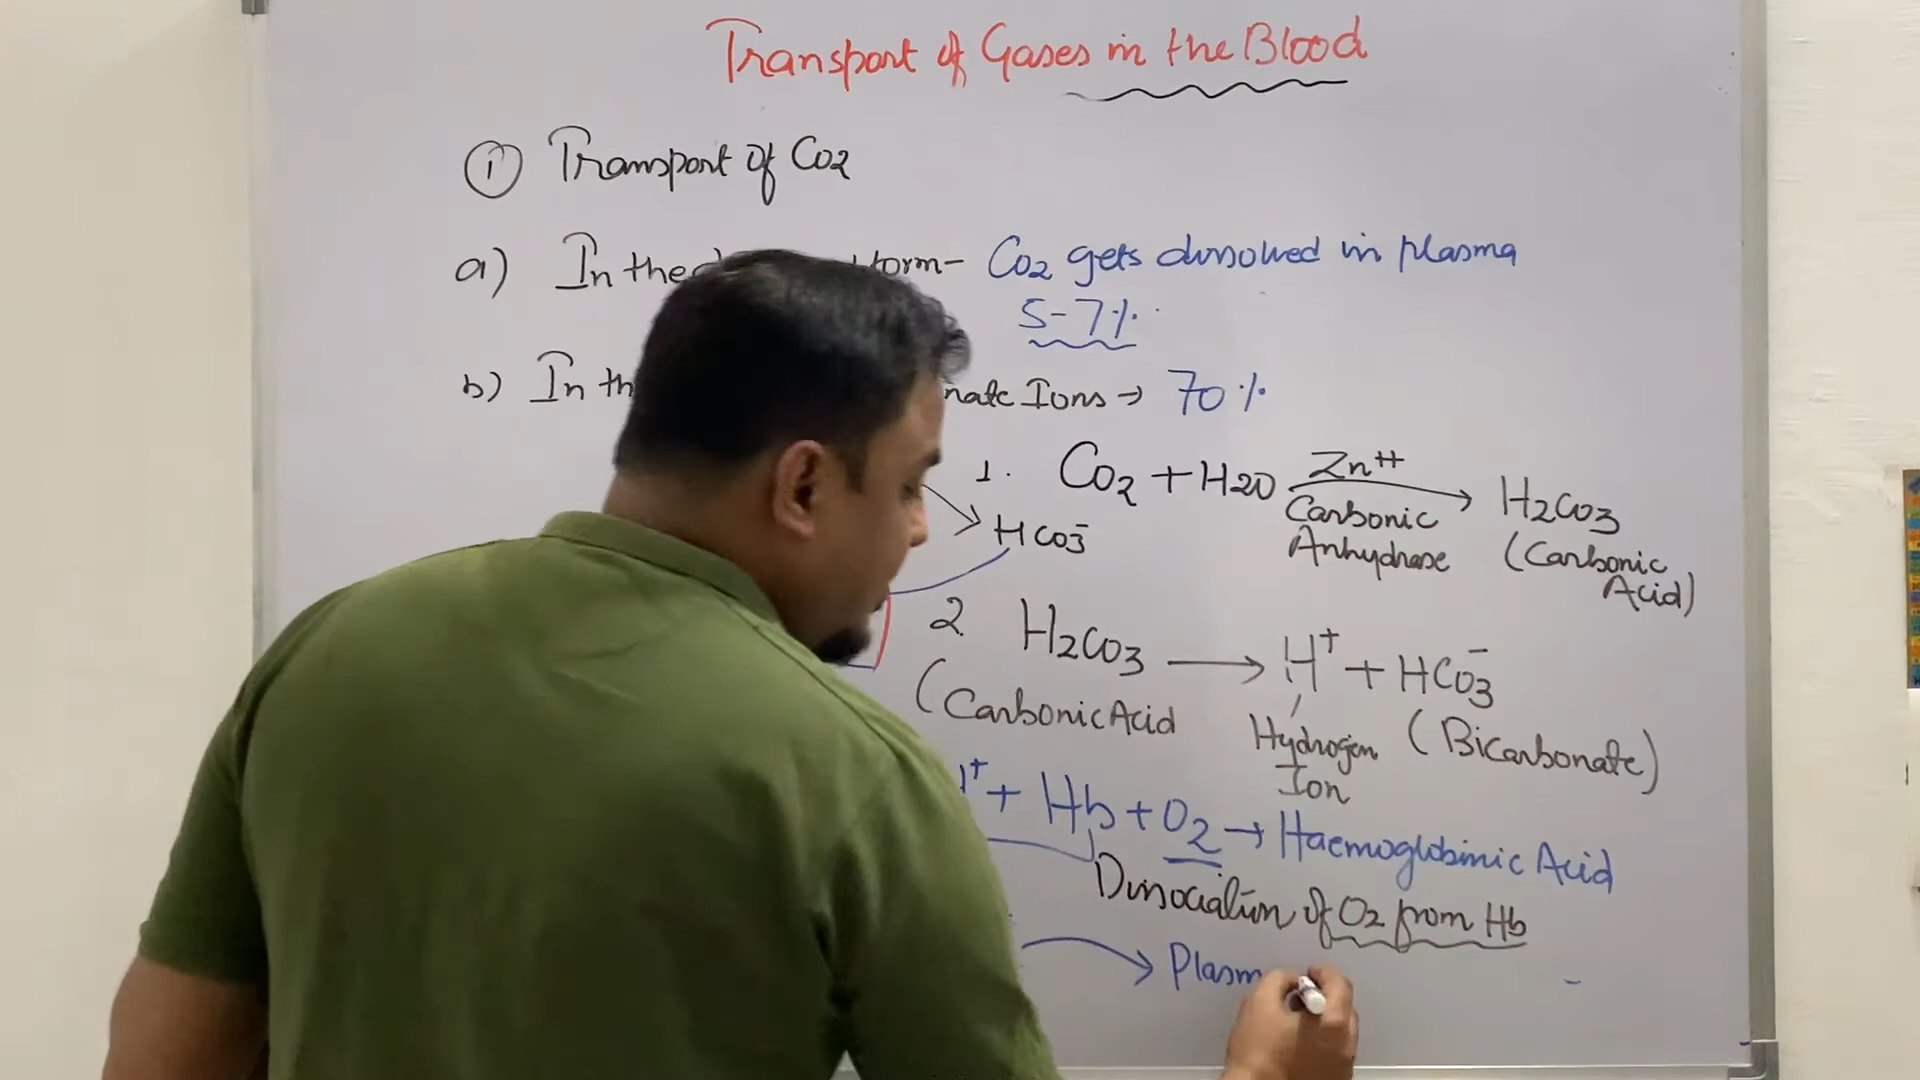 Transport of Gases in the Blood
① Transport of Co2
a) In the orm- Co2 gets dissolved in plasma
5-7%
b) In th nate Ions → 70%
1. Co2 + H2O Zn++ Carbonic Anhydrase → H2Co3 (Carbonic Acid)
HCo3-
2 H2Co3 → H+ + HCo3-
(Carbonic Acid Hydrogen Ion (Bicarbonate)
+ + Hb + O2 → Haemoglobinic Acid
Dissociation of O2 from Hb
→ Plasm